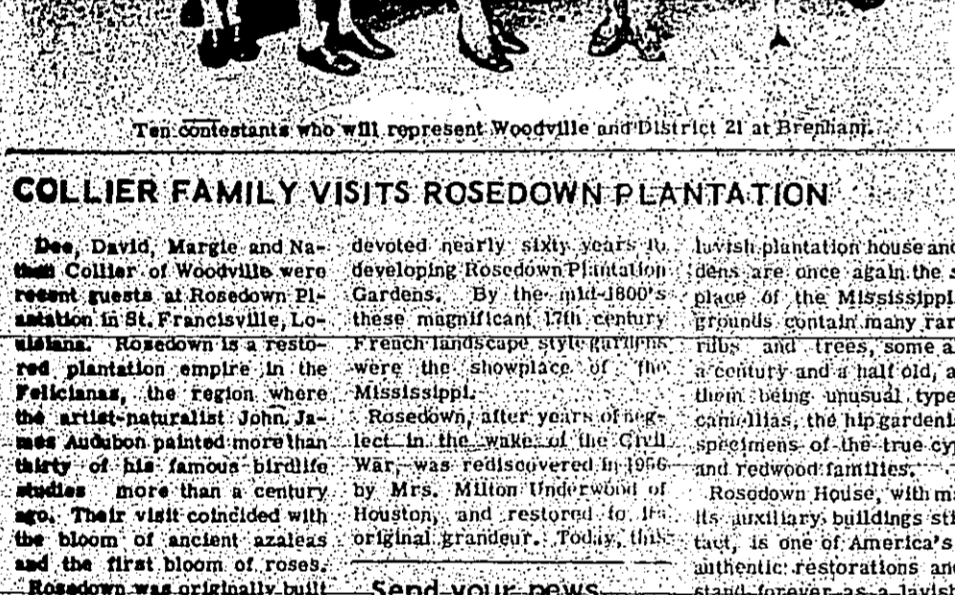 Ten contestants who will represent Woodville and District 21 at Brenham.
COLLIER FAMILY VISITS ROSEDOWN PLANTATION
Dee, David, Margie and Na-
than Collier of Woodville were
recent guests at Rosedown Pl-
antation in St. Francisville, Lo-
uisiana. Rosedown is a resto-
red plantation empire in the
Felicianas, the region where
the artist-naturalist John Ja-
mes Audubon painted more than
thirty of his famous birdlife
studies more than a century
ago. Their visit coincided with
the bloom of ancient azaleas
and the first bloom of roses.
Rosedown was originally built
devoted nearly sixty years to
developing Rosedown Plantation
Gardens. By the mid-1800's
these magnificant 17th century
French landscape style gardens
were the showplace of the
Mississippi.
Rosedown, after years of neg-
lect in the wake of the Civil
War, was rediscovered in 1956
by Mrs. Milton Underwood of
Houston, and restored to its
original grandeur. Today, this
Send your news
lavish plantation house and
dens are once again the s
place of the Mississippi.
grounds contain many rar
rubs and trees, some a
a century and a half old, a
them being unusual type
camellias, the hip gardeni
specimens of the true cy
and redwood families.
Rosedown House, with m
its auxiliary buildings sti
tact, is one of America's
authentic restorations and
stand forever as a lavish